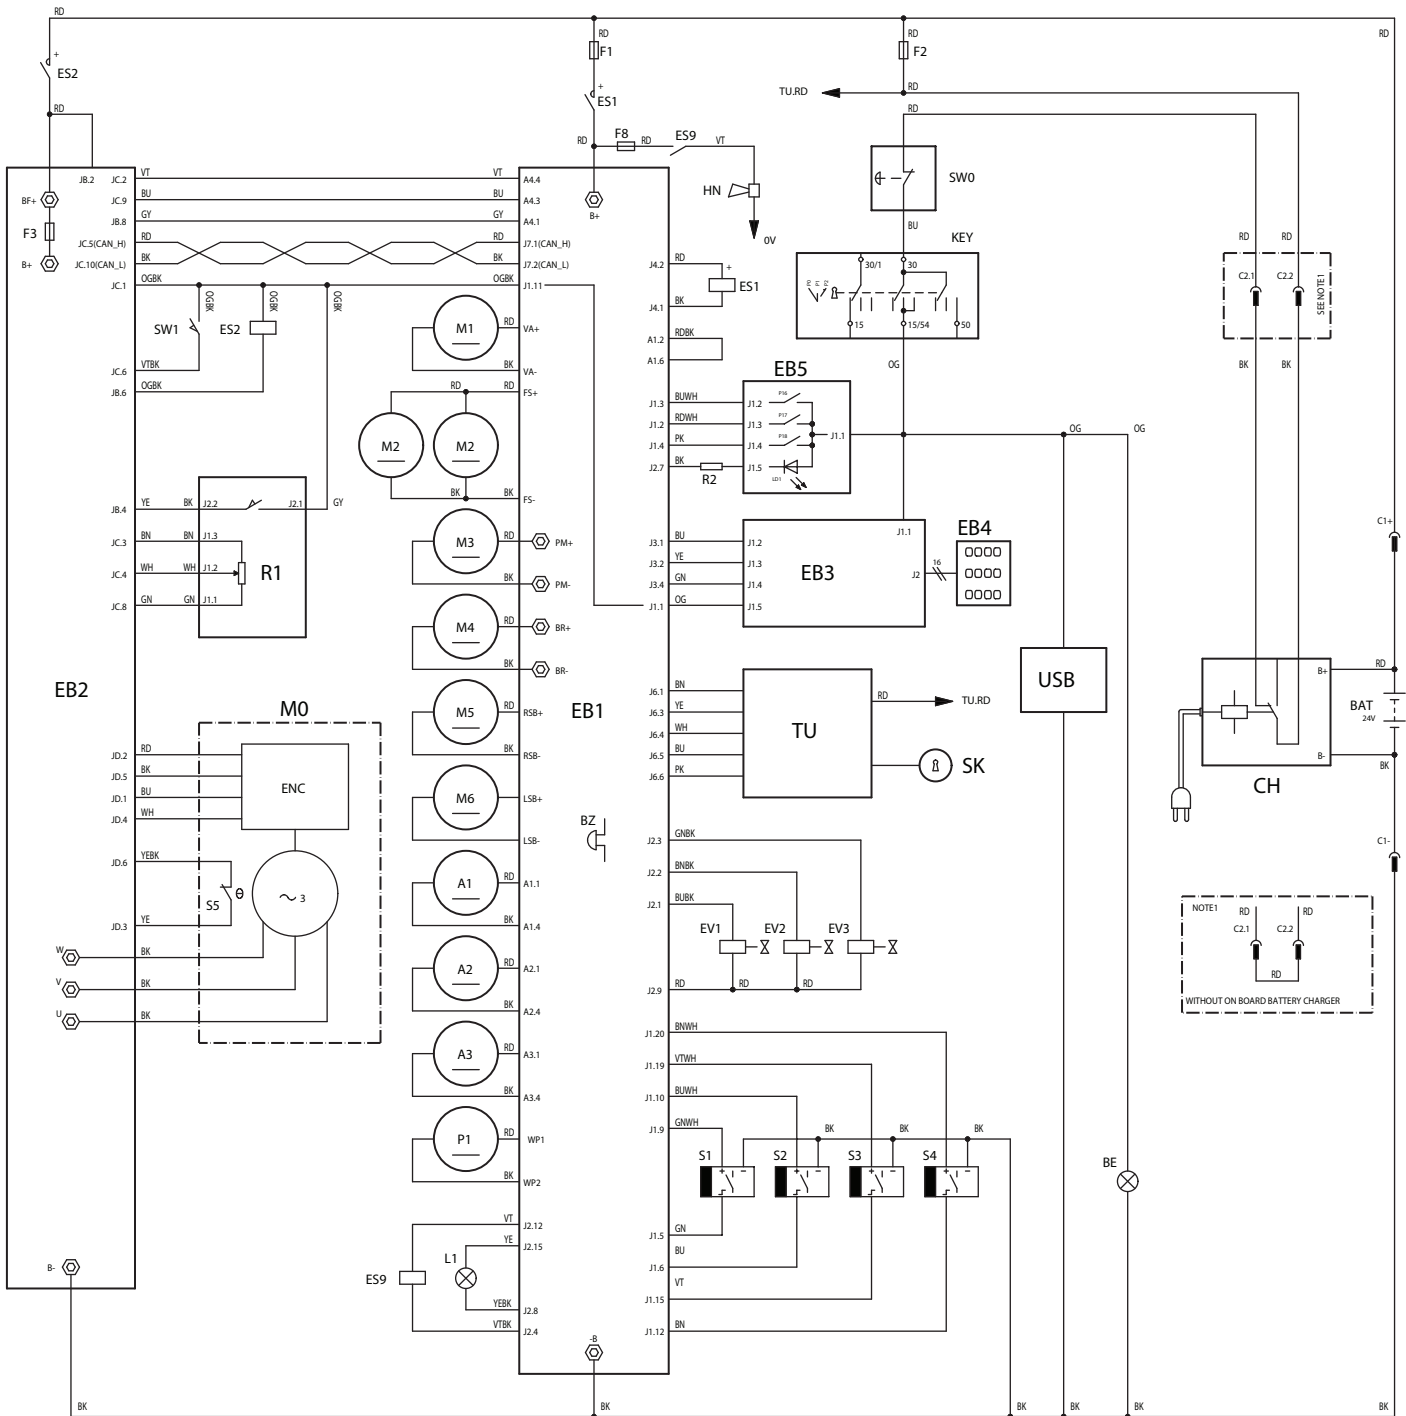 RD
RD
F1
RD
F2
RD
+
ES2
+
ES1
TU.RD
RD
RD
RD
RD
F8
RD
ES9
VT
SW0
HN
0V
BU
KEY
30/1
30
P0
P1
P2
15
15/54
50
OG
JB.2
BF+
F3
B+
JC.2
VT
VT
A4.4
JC.9
BU
BU
A4.3
JB.8
GY
GY
A4.1
JC.5(CAN_H)
RD
RD
J7.1(CAN_H)
JC.10(CAN_L)
BK
BK
J7.2(CAN_L)
JC.1
OGBK
OGBK
J1.11
B+
OGBK
OGBK
OGBK
SW1
ES2
JC.6
VTBK
JB.6
OGBK
M1
RD
VA+
BK
VA-
RD
RD
FS+
M2
M2
BK
BK
FS-
J4.2
RD
+
ES1
J4.1
BK
A1.2
RDBK
A1.6
EB5
J1.3
BUWH
J1.2
P16
J1.2
RDWH
J1.3
P17
J1.4
PK
J1.4
P18
J1.1
J2.7
BK
R2
J1.5
LD1
OG
OG
RD
RD
C2.1
C2.2
SEE NOTE1
BK
BK
JB.4
YE
BK
J2.2
J2.1
GY
JC.3
BN
BN
J1.3
JC.4
WH
WH
J1.2
R1
JC.8
GN
GN
J1.1
M3
RD
PM+
BK
PM-
M4
RD
BR+
BK
BR-
J3.1
BU
J1.2
J3.2
YE
J1.3
J3.4
GN
J1.4
J1.1
OG
J1.5
EB3
J1.1
J2
16
EB4
C1+
EB2
EB1
M0
ENC
JD.2
RD
JD.5
BK
JD.1
BU
JD.4
WH
JD.6
YEBK
S5
θ
3
JD.3
YE
W
BK
V
BK
U
BK
M5
RD
RSB+
BK
RSB-
M6
LSB+
LSB-
BZ
J6.1
BN
J6.3
YE
J6.4
WH
J6.5
BU
J6.6
PK
TU
RD
TU.RD
SK
USB
B+
RD
BAT
24V
B-
BK
CH
C1-
A1
RD
A1.1
BK
A1.4
A2
RD
A2.1
BK
A2.4
A3
RD
A3.1
BK
A3.4
P1
RD
WP1
BK
WP2
J2.3
GNBK
J2.2
BNBK
J2.1
BUBK
EV1
EV2
EV3
J2.9
RD
RD
RD
NOTE1
RD
RD
C2.1
C2.2
RD
WITHOUT ON BOARD BATTERY CHARGER
J1.20
BNWH
J1.19
VTWH
J1.10
BUWH
J1.9
GNWH
BK
BK
BK
S1
+
-
S2
+
-
S3
+
-
S4
+
-
BE
VT
J2.12
YE
J2.15
ES9
L1
YEBK
J2.8
VTBK
J2.4
J1.5
GN
BU
J1.6
VT
J1.15
J1.12
BN
B-
-B
BK
BK
BK
BK
BK
BK